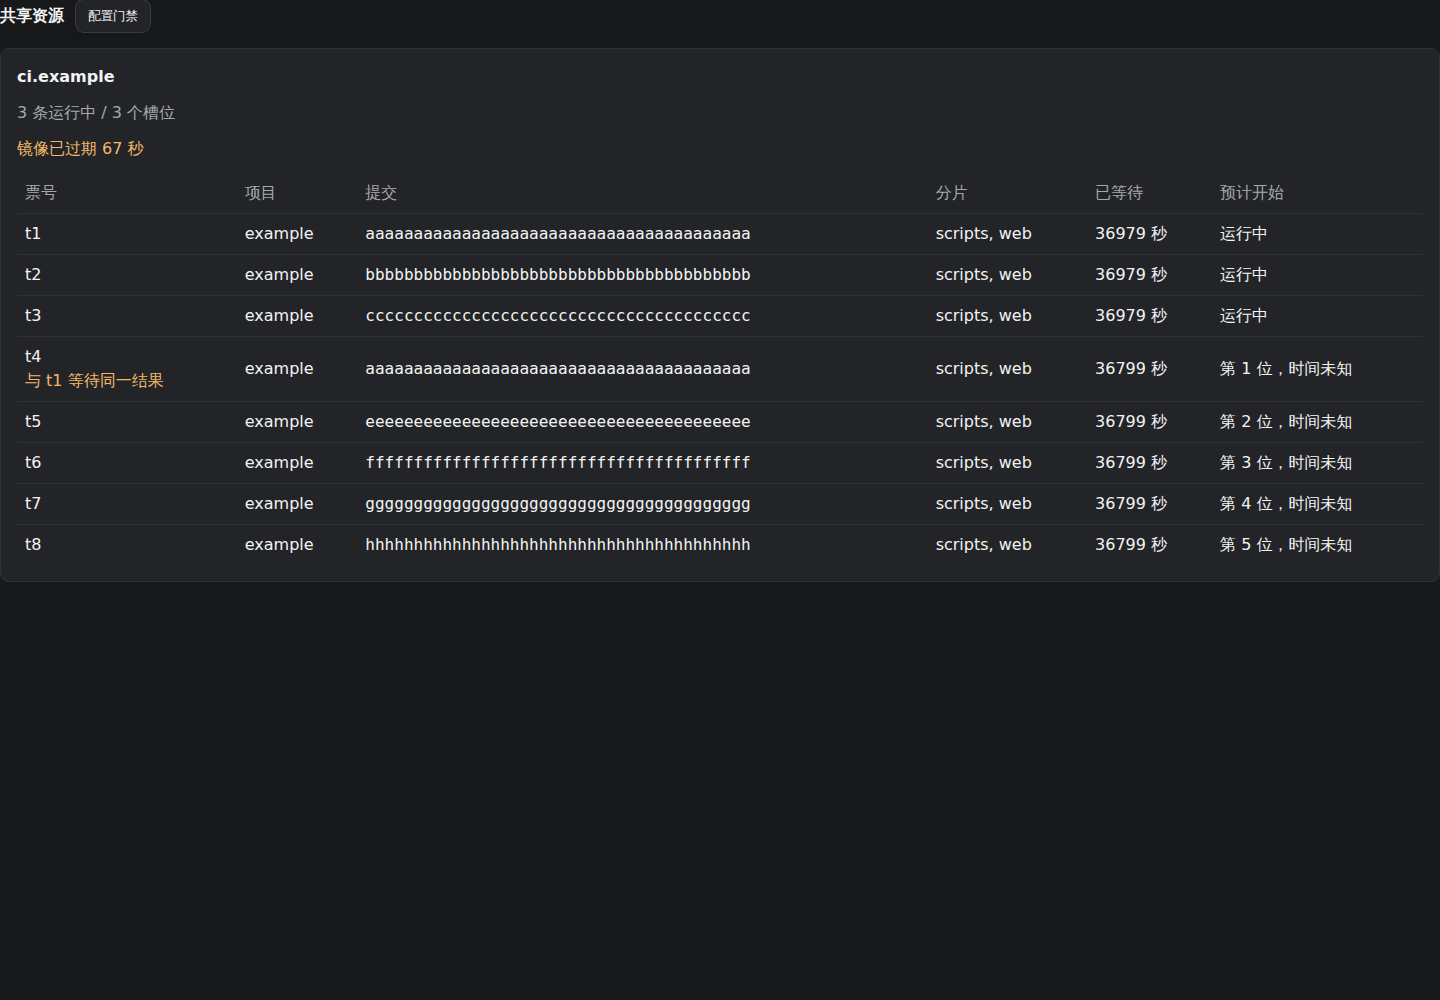 共享资源 配置门禁
ci.example
3 条运行中 / 3 个槽位
镜像已过期 67 秒
票号 项目 提交 分片 已等待 预计开始
t1 example aaaaaaaaaaaaaaaaaaaaaaaaaaaaaaaaaaaaaaaa scripts, web 36979 秒 运行中
t2 example bbbbbbbbbbbbbbbbbbbbbbbbbbbbbbbbbbbbbbbb scripts, web 36979 秒 运行中
t3 example cccccccccccccccccccccccccccccccccccccccc scripts, web 36979 秒 运行中
t4 example aaaaaaaaaaaaaaaaaaaaaaaaaaaaaaaaaaaaaaaa scripts, web 36799 秒 第 1 位，时间未知
与 t1 等待同一结果
t5 example eeeeeeeeeeeeeeeeeeeeeeeeeeeeeeeeeeeeeeee scripts, web 36799 秒 第 2 位，时间未知
t6 example ffffffffffffffffffffffffffffffffffffffff scripts, web 36799 秒 第 3 位，时间未知
t7 example gggggggggggggggggggggggggggggggggggggggg scripts, web 36799 秒 第 4 位，时间未知
t8 example hhhhhhhhhhhhhhhhhhhhhhhhhhhhhhhhhhhhhhhh scripts, web 36799 秒 第 5 位，时间未知